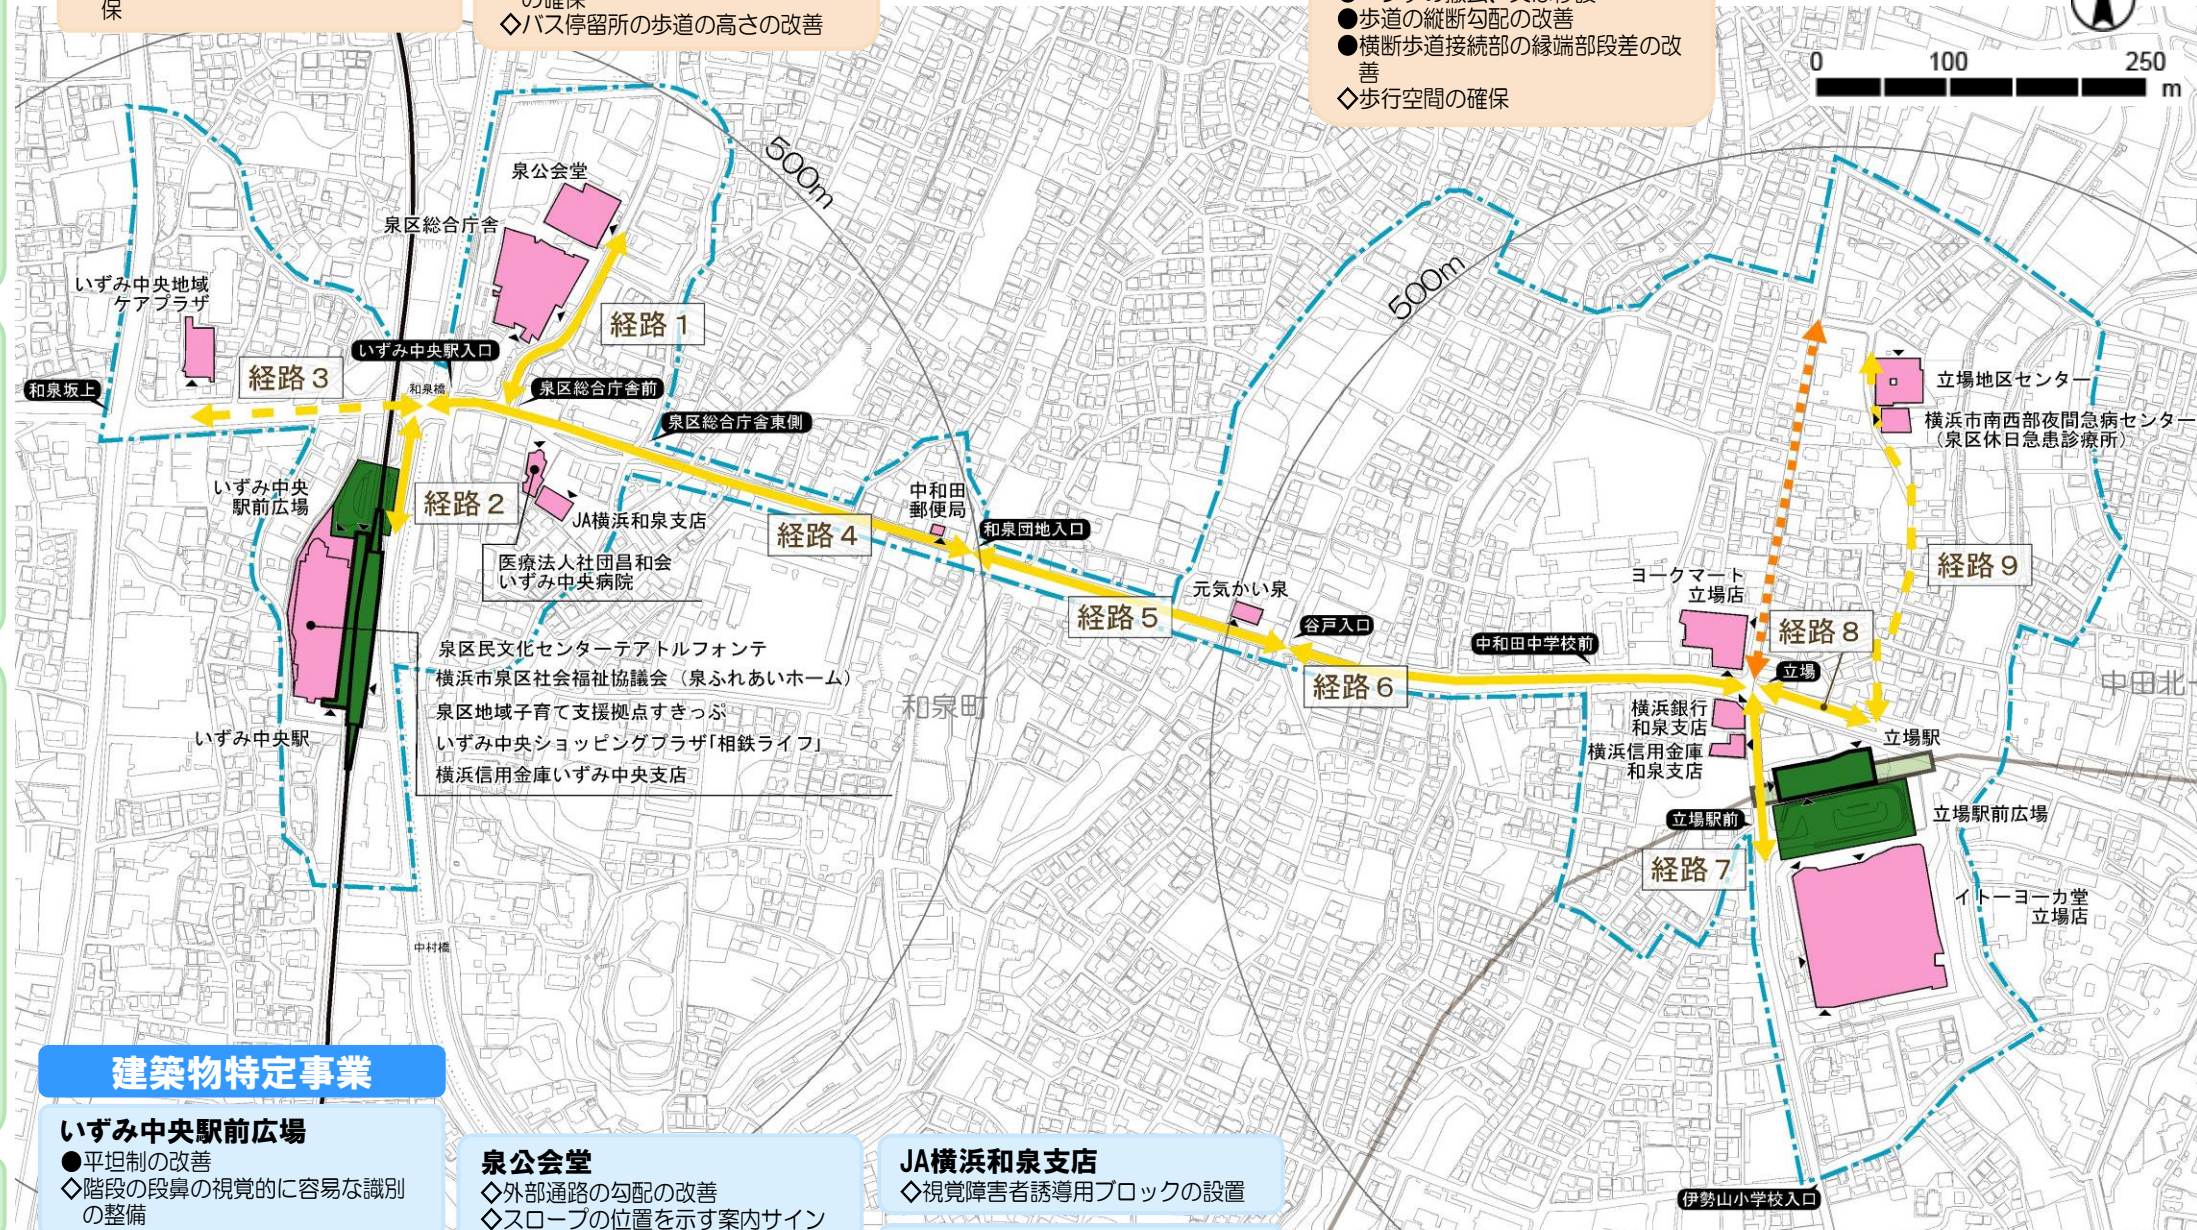 保
の確保
◇バス停留所の歩道の高さの改善
●歩道の縦断勾配の改善
●横断歩道接続部の縁端部段差の改
善
◇歩行空間の確保
0 100 250
m
500m
500m
泉公会堂
泉区総合庁舎
いずみ中央地域
ケアプラザ
経路1
いずみ中央駅入口
経路3
和泉坂上
和泉橋
泉区総合庁舎前
泉区総合庁舎東側
いずみ中央
駅前広場
経路2
JA横浜和泉支店
医療法人社団昌和会
いずみ中央病院
経路4
中和田
郵便局
和泉団地入口
経路5
元気かい泉
谷戸入口
経路6
中和田中学校前
ヨークマート
立場店
経路8
立場
立場地区センター
横浜市南西部夜間急病センター
（泉区休日急患診療所）
経路9
中田北一
横浜銀行
和泉支店
横浜信用金庫
和泉支店
立場駅
立場駅前
立場駅前広場
経路7
イトーヨーカ堂
立場店
和泉町
泉区民文化センターテアトルフォンテ
横浜市泉区社会福祉協議会（泉ふれあいホーム）
泉区地域子育て支援拠点すきっぷ
いずみ中央ショッピングプラザ「相鉄ライフ」
横浜信用金庫いずみ中央支店
いずみ中央駅
中村橋
伊勢山小学校入口
建築物特定事業
いずみ中央駅前広場
●平坦制の改善
◇階段の段鼻の視覚的に容易な識別
の整備
泉公会堂
◇外部通路の勾配の改善
◇スロープの位置を示す案内サイン
JA横浜和泉支店
◇視覚障害者誘導用ブロックの設置